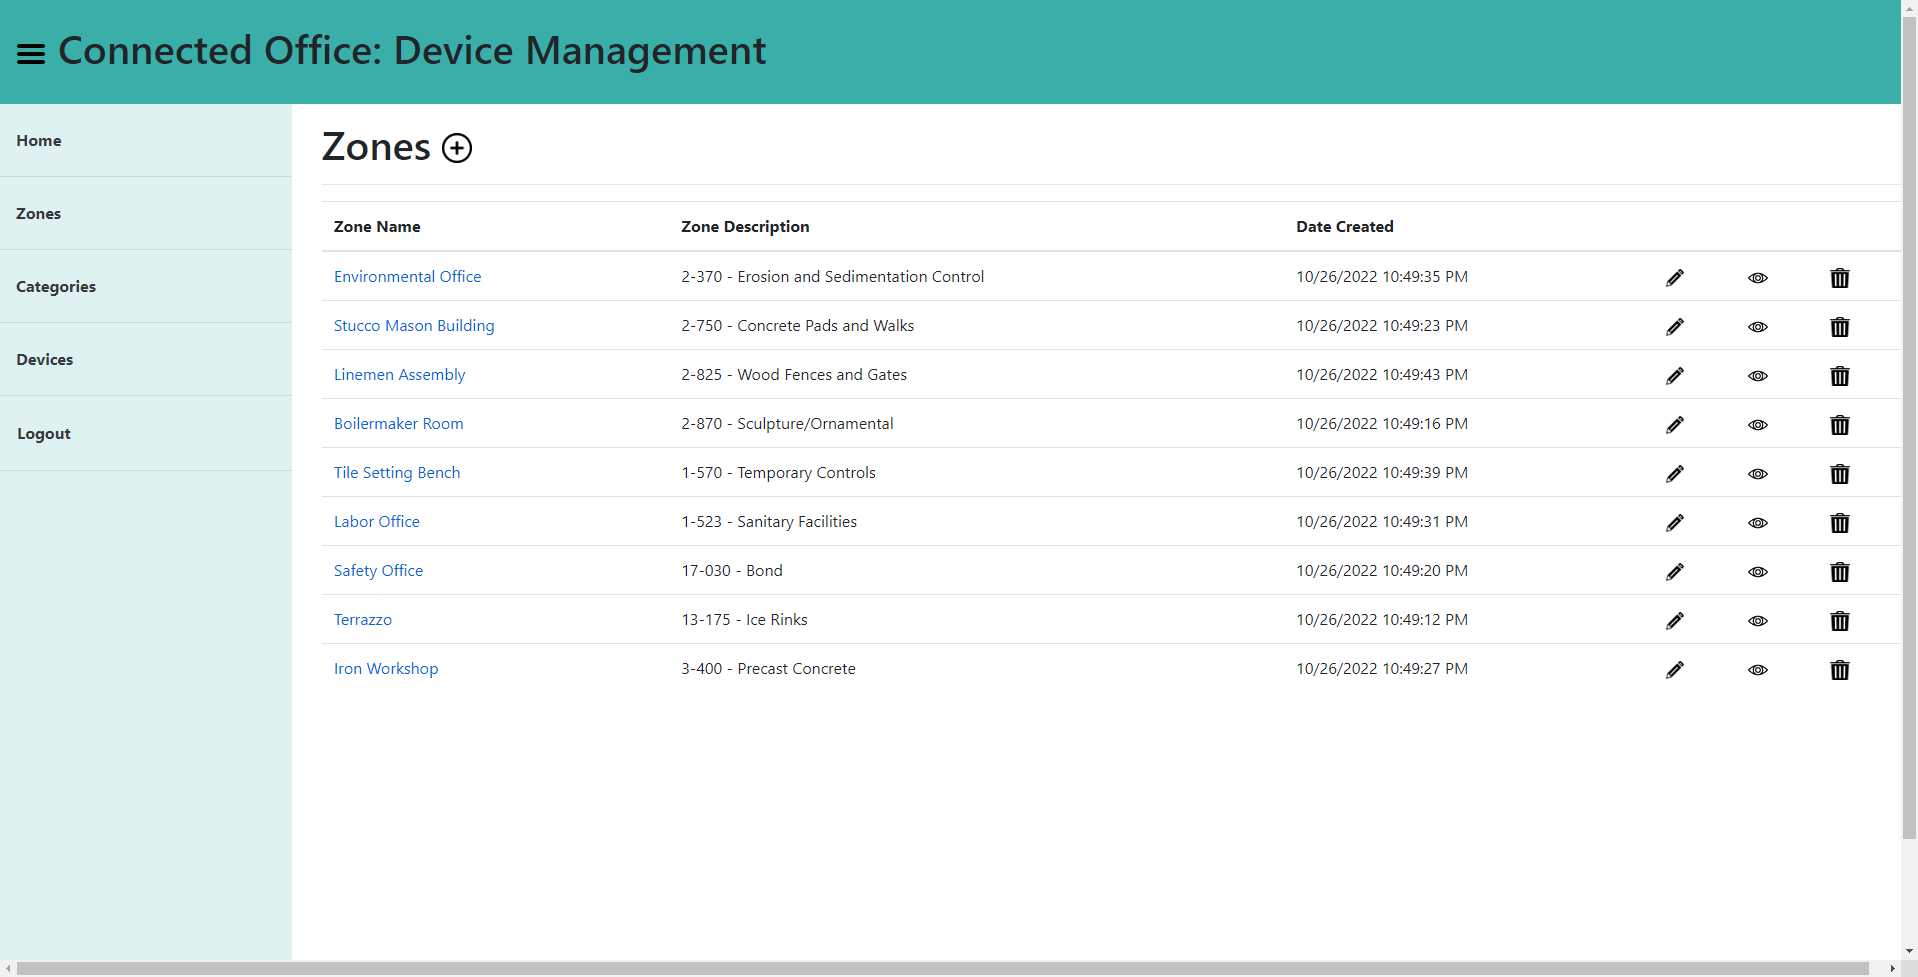 Connected Office: Device Management
Home
Zones
Categories
Devices
Logout
Zones
Zone Name Zone Description Date Created
Environmental Office 2-370 - Erosion and Sedimentation Control 10/26/2022 10:49:35 PM
Stucco Mason Building 2-750 - Concrete Pads and Walks 10/26/2022 10:49:23 PM
Linemen Assembly 2-825 - Wood Fences and Gates 10/26/2022 10:49:43 PM
Boilermaker Room 2-870 - Sculpture/Ornamental 10/26/2022 10:49:16 PM
Tile Setting Bench 1-570 - Temporary Controls 10/26/2022 10:49:39 PM
Labor Office 1-523 - Sanitary Facilities 10/26/2022 10:49:31 PM
Safety Office 17-030 - Bond 10/26/2022 10:49:20 PM
Terrazzo 13-175 - Ice Rinks 10/26/2022 10:49:12 PM
Iron Workshop 3-400 - Precast Concrete 10/26/2022 10:49:27 PM